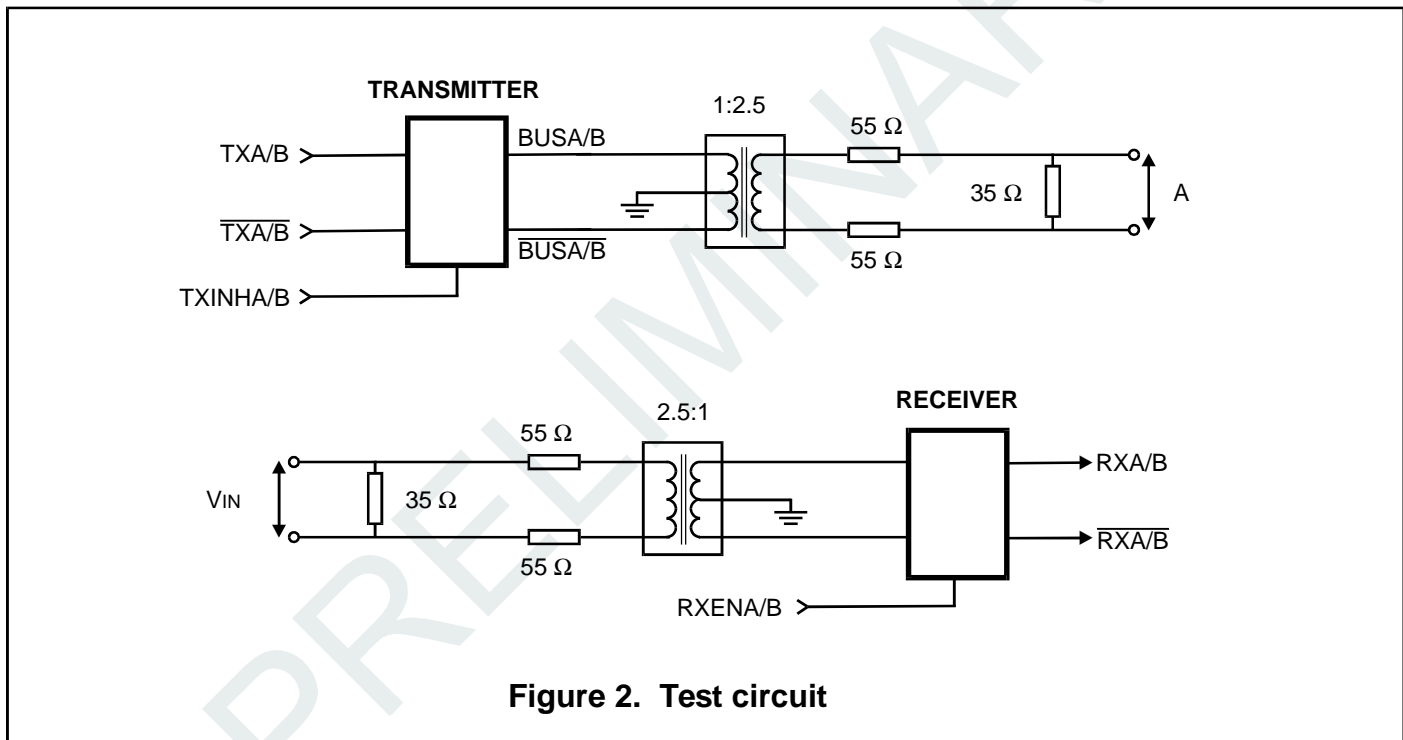 PRELIMINAR
TRANSMITTER
1:2.5
55 Ω
TXA/B
BUSA/B
35 Ω
A
TXA/B
BUSA/B
55 Ω
TXINHA/B
RECEIVER
2.5:1
55 Ω
RXA/B
VIN
35 Ω
RXA/B
55 Ω
RXENA/B
Figure 2. Test circuit